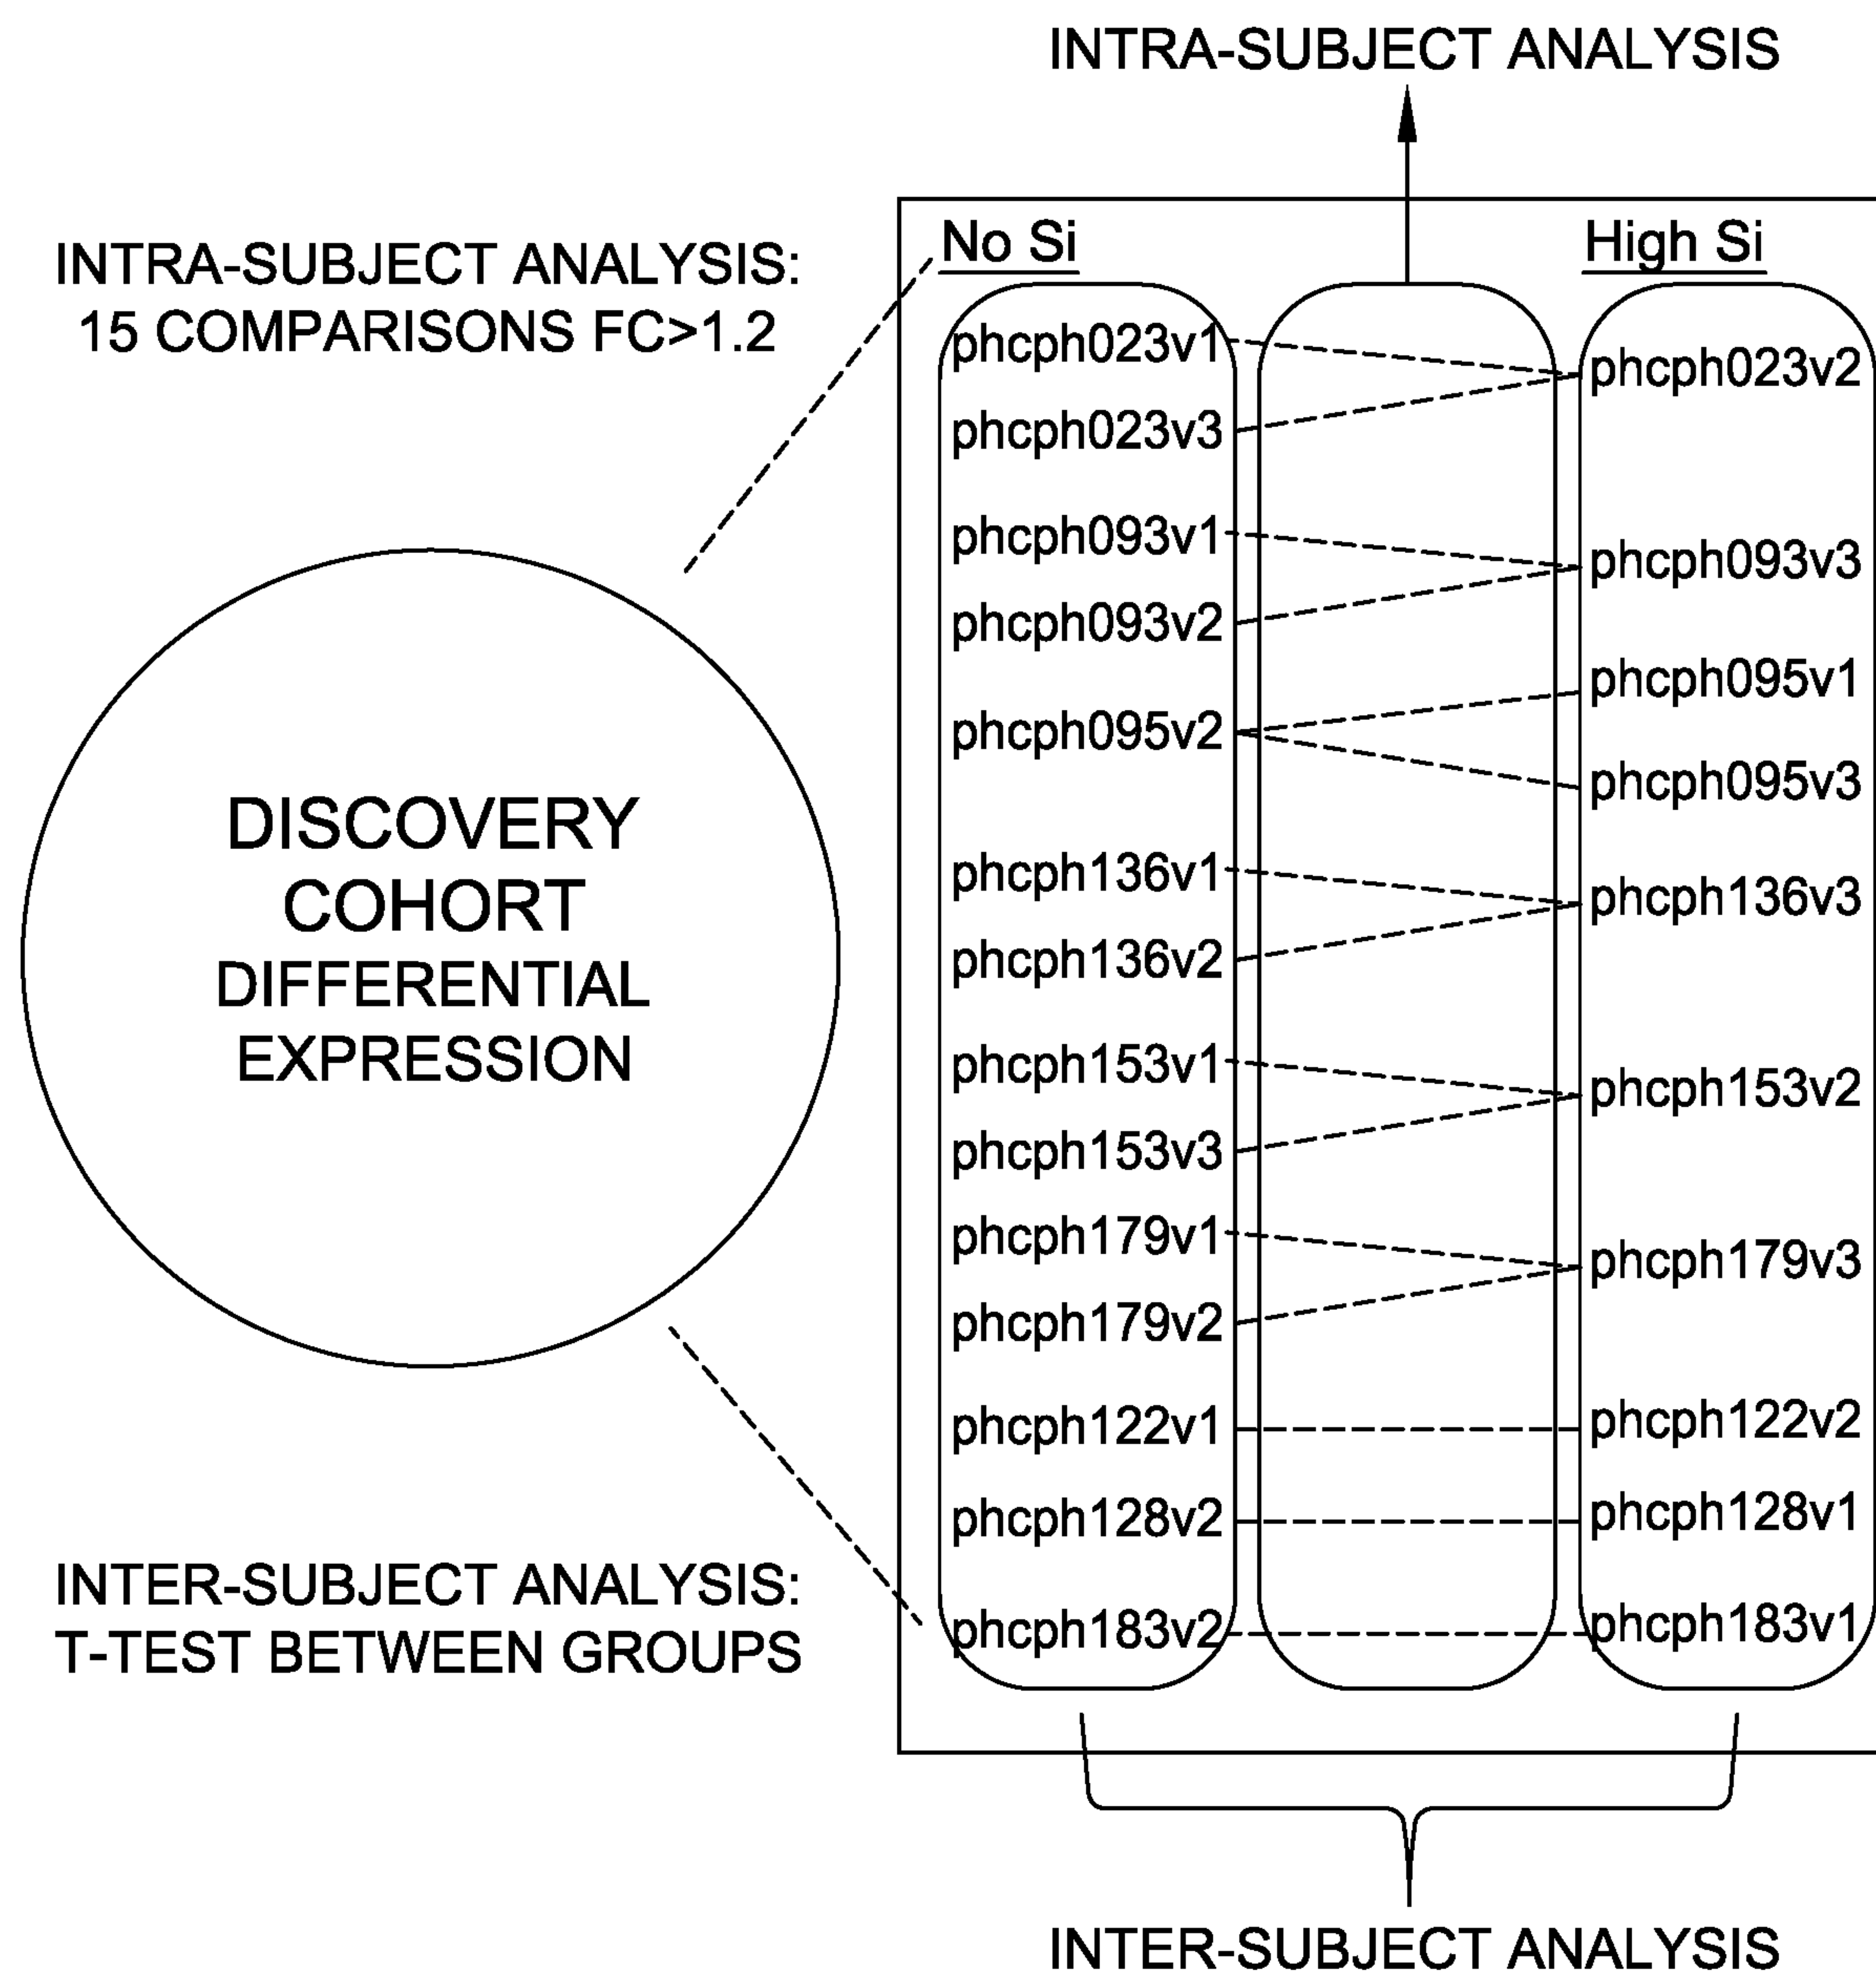 INTRA-SUBJECT ANALYSIS
INTRA-SUBJECT ANALYSIS:
15 COMPARISONS FC>1.2
DISCOVERY
COHORT
DIFFERENTIAL
EXPRESSION
INTER-SUBJECT ANALYSIS:
T-TEST BETWEEN GROUPS
No Si
phcph023v1
phcph023v3
phcph093v1
phcph093v2
phcph095v2
phcph136v1
phcph136v2
phcph153v1
phcph153v3
phcph179v1
phcph179v2
phcph122v1
phcph128v2
phcph183v2
High Si
phcph023v2
phcph093v3
phcph095v1
phcph095v3
phcph136v3
phcph153v2
phcph179v3
phcph122v2
phcph128v1
phcph183v1
INTER-SUBJECT ANALYSIS